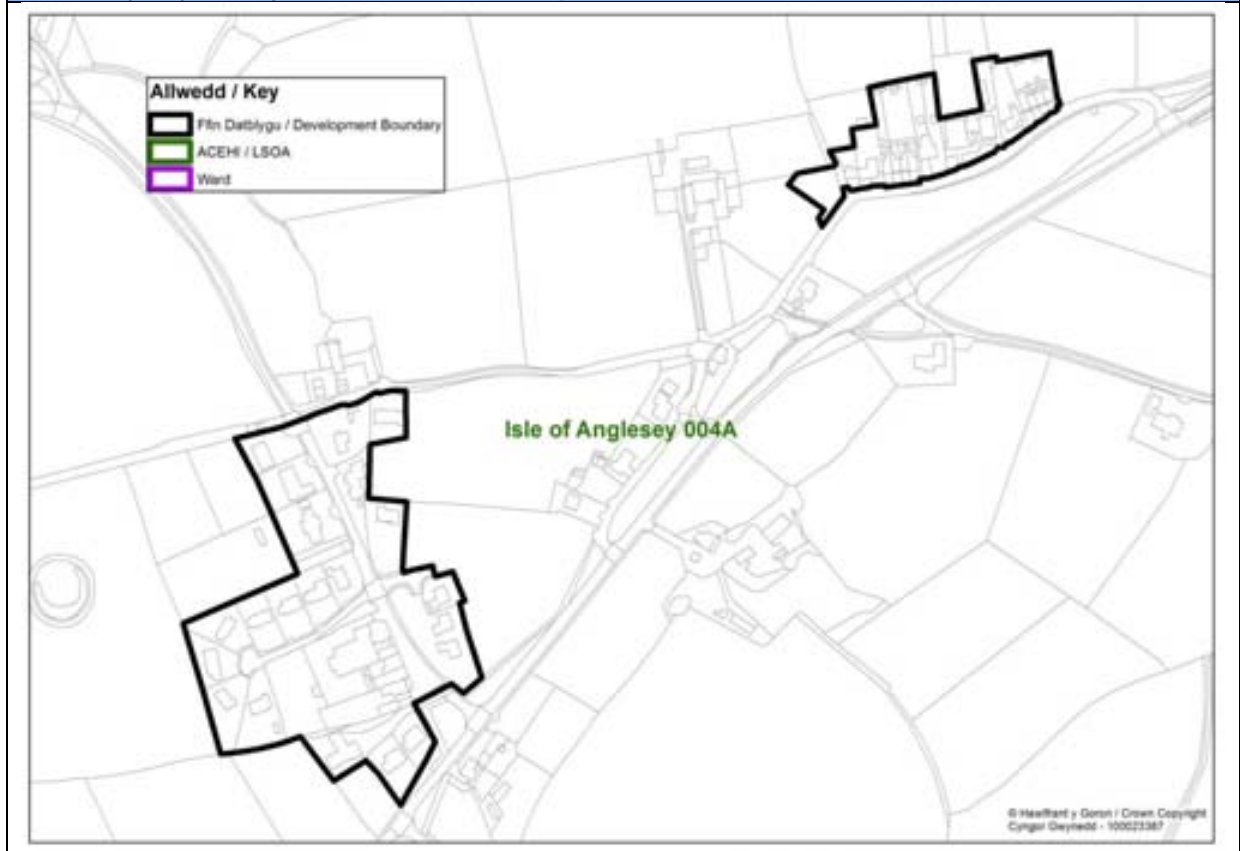 Allwedd / Key
Ffin Datblygu / Development Boundary
ACEHI / LSOA
Ward
Isle of Anglesey 004A
© Hawlfraint y Goron / Crown Copyright
Cyngor Gwynedd - 100023387